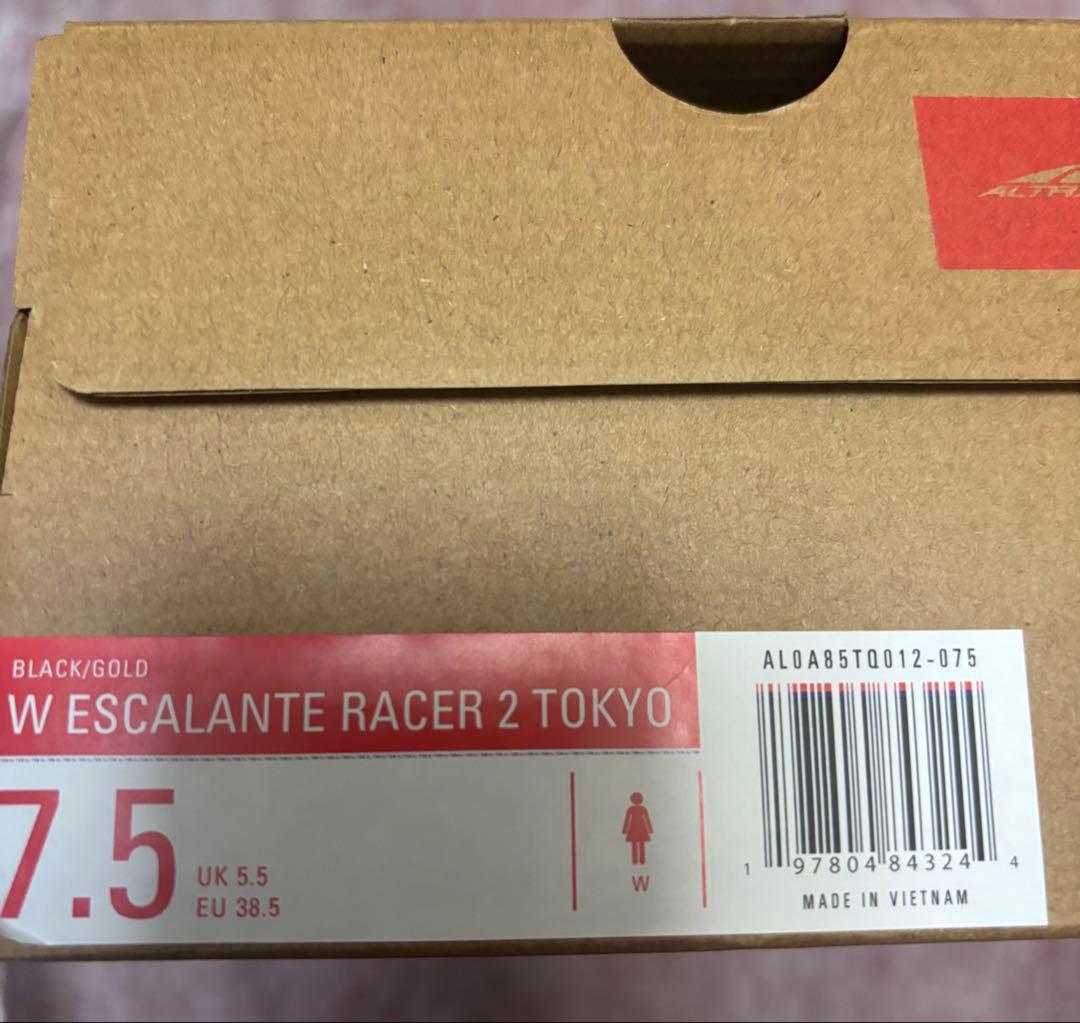 BLACK/GOLD
W ESCALANTE RACER 2 TOKYO
7.5
UK 5.5
EU 38.5
W
AL0A85TQ012-075
1 97804 84324 4
MADE IN VIETNAM